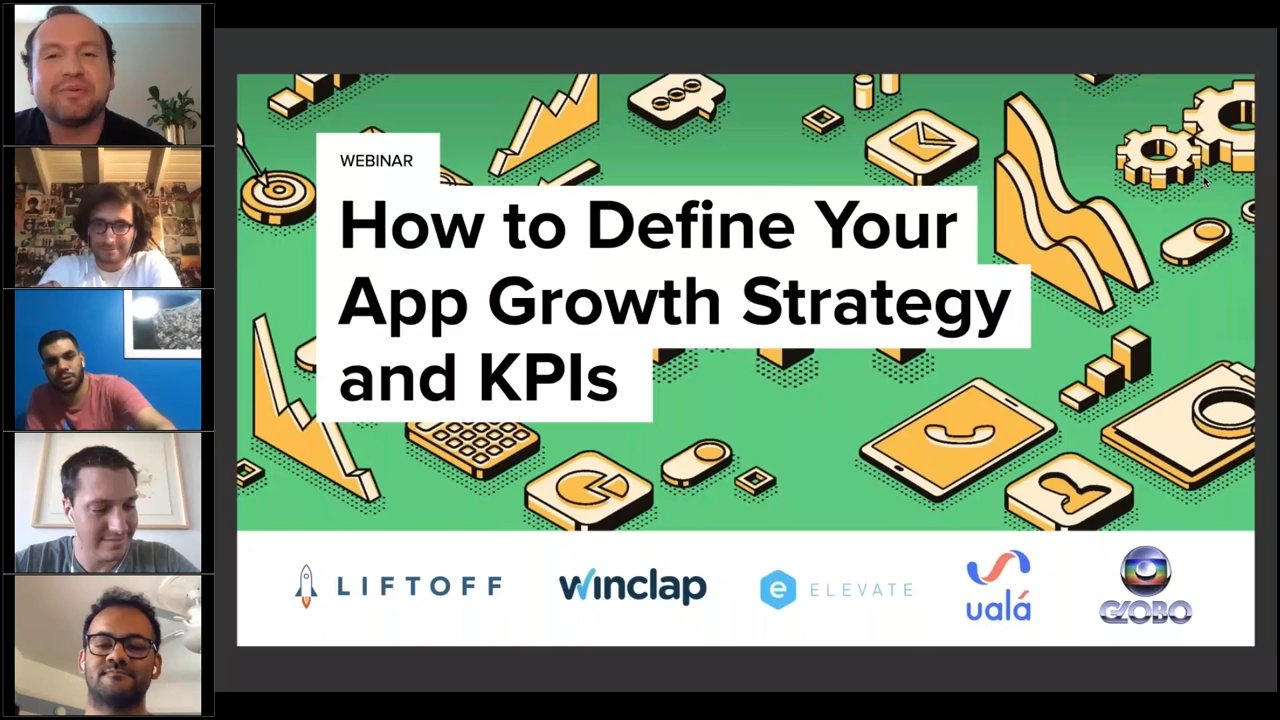 WEBINAR
How to Define Your
App Growth Strategy
and KPIs
LIFTOFF
winclap
e ELEVATE
ualá
GLOBO